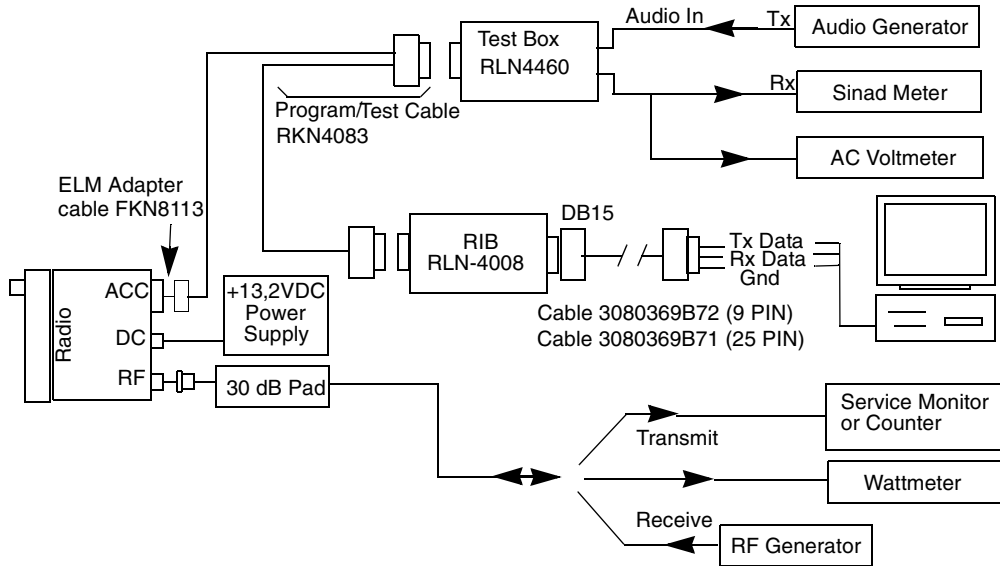 Audio In
Tx
Audio Generator
Test Box
RLN4460
Rx
Sinad Meter
Program/Test Cable
RKN4083
AC Voltmeter
ELM Adapter
cable FKN8113
DB15
RIB
RLN-4008
Tx Data
Rx Data
Gnd
Radio
ACC
DC
RF
+13,2VDC
Power
Supply
Cable 3080369B72 (9 PIN)
Cable 3080369B71 (25 PIN)
30 dB Pad
Transmit
Service Monitor
or Counter
Wattmeter
Receive
RF Generator